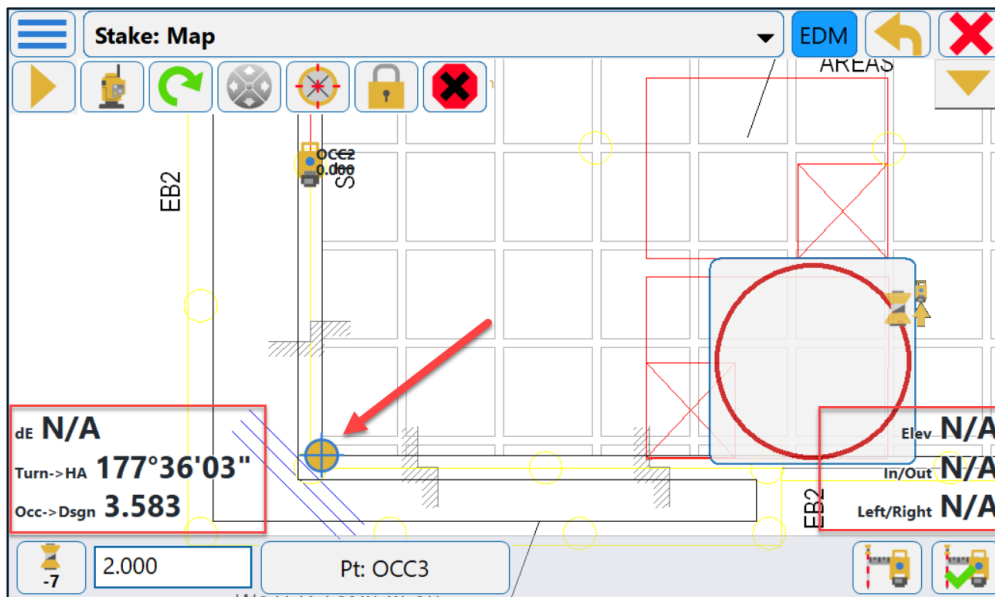 Stake: Map
EDM
AREAS
OCC2
0.000
EB2
dE N/A
Turn->HA 177°36'03"
Occ->Dsgn 3.583
Elev N/A
In/Out N/A
Left/Right N/A
EB2
-7
2.000
Pt: OCC3